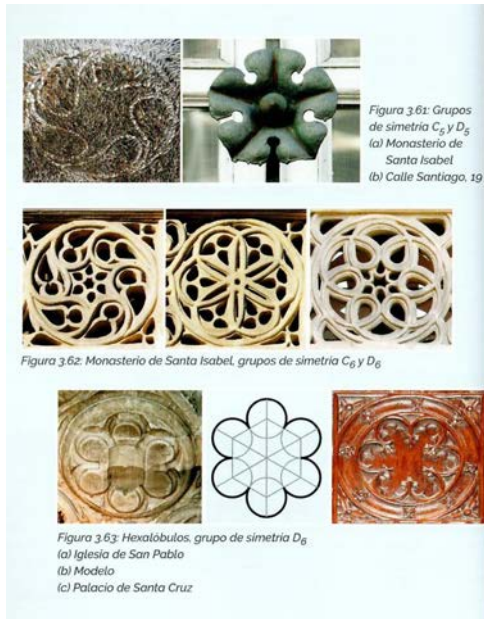 Figura 3.61: Grupos
de simetría C5 y D5
(a) Monasterio de
Santa Isabel
(b) Calle Santiago, 19
Figura 3.62: Monasterio de Santa Isabel, grupos de simetría C6 y D6
Figura 3.63: Hexalóbulos, grupo de simetría D6
(a) Iglesia de San Pablo
(b) Modelo
(c) Palacio de Santa Cruz